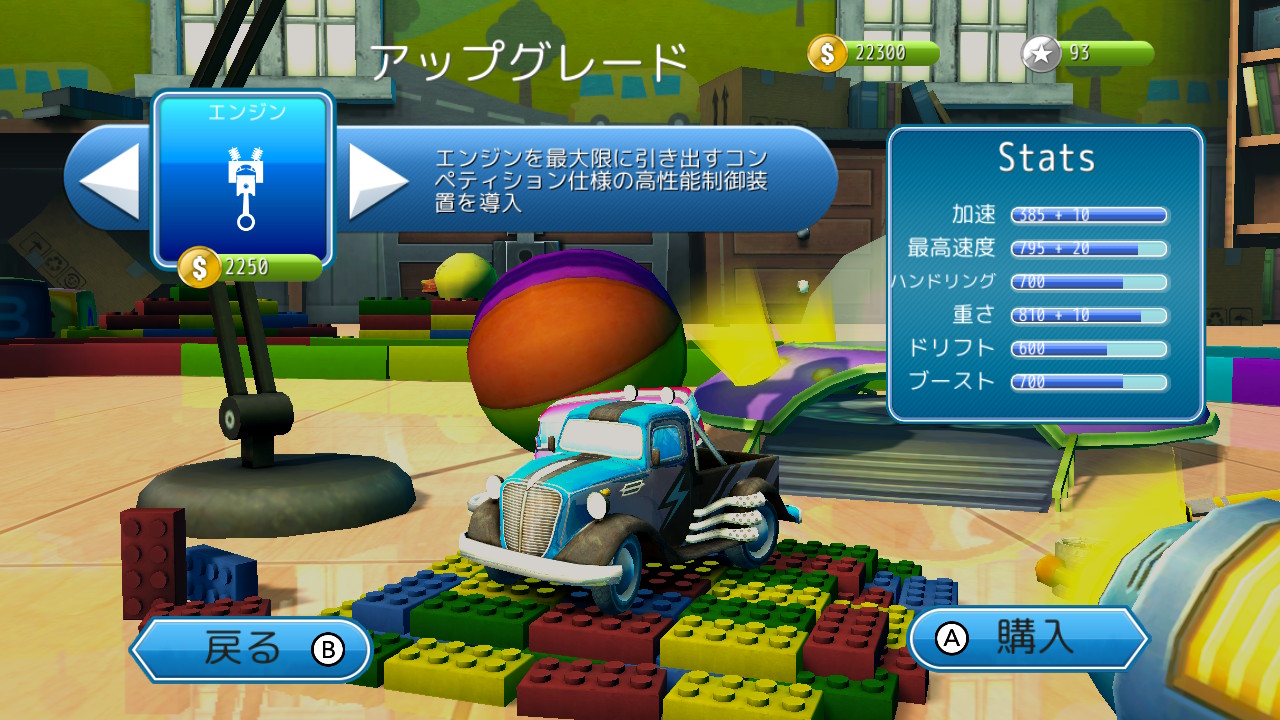 アップグレード
22300
93
エンジン
エンジンを最大限に引き出すコン
ペティション仕様の高性能制御装
置を導入
2250
Stats
加速 385 + 10
最高速度 795 + 20
ハンドリング 700
重さ 810 + 10
ドリフト 600
ブースト 700
戻る B
A 購入